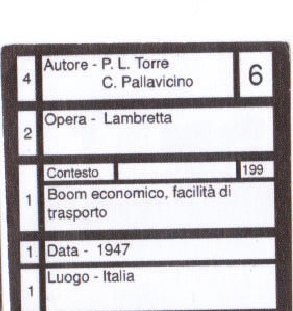 4 Autore - P. L. Torre 6
C. Pallavicino
2 Opera - Lambretta
Contesto 199
1 Boom economico, facilità di
trasporto
1 Data - 1947
1 Luogo - Italia